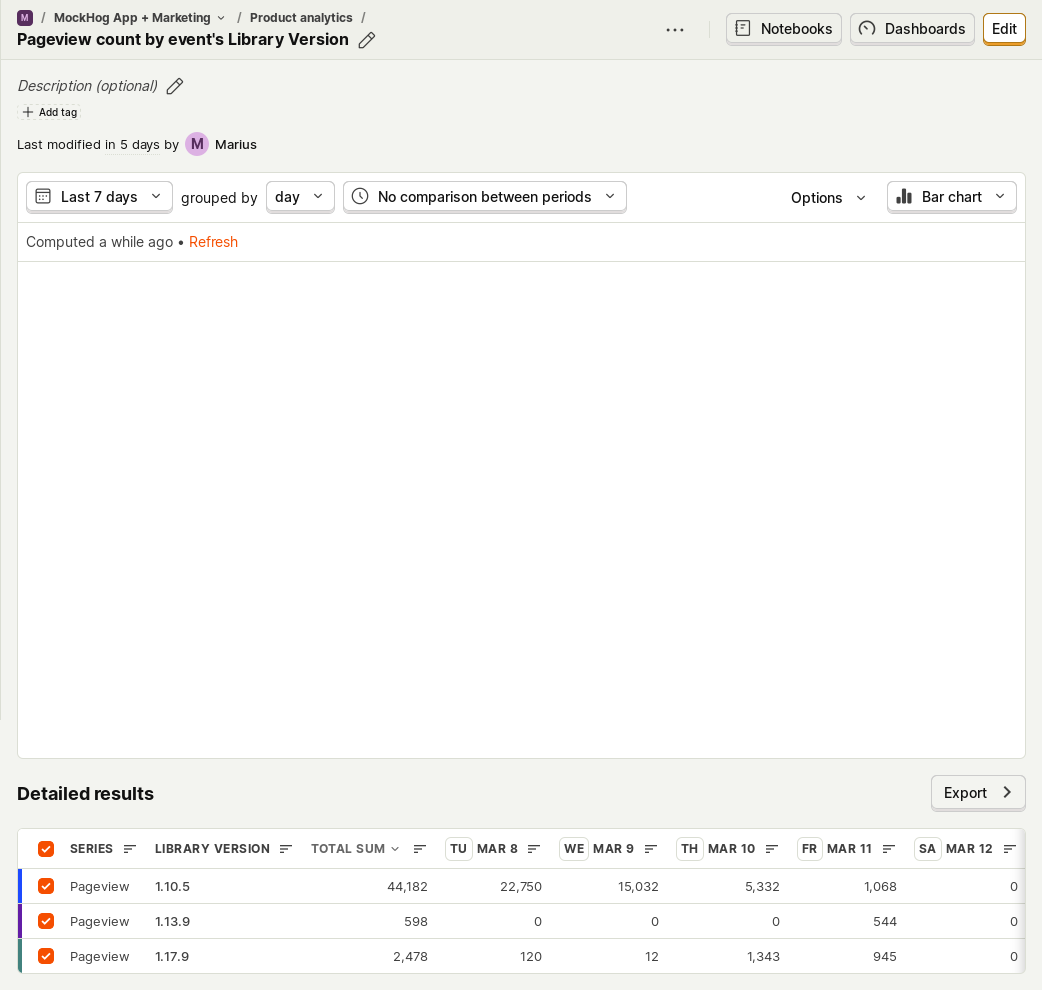 M / MockHog App + Marketing / Product analytics /
Pageview count by event's Library Version
Notebooks Dashboards Edit
Description (optional)
Add tag
Last modified in 5 days by M Marius
Last 7 days grouped by day No comparison between periods Options Bar chart
Computed a while ago • Refresh
Detailed results
Export
SERIES LIBRARY VERSION TOTAL SUM TU MAR 8 WE MAR 9 TH MAR 10 FR MAR 11 SA MAR 12
Pageview 1.10.5 44,182 22,750 15,032 5,332 1,068 0
Pageview 1.13.9 598 0 0 0 544 0
Pageview 1.17.9 2,478 120 12 1,343 945 0